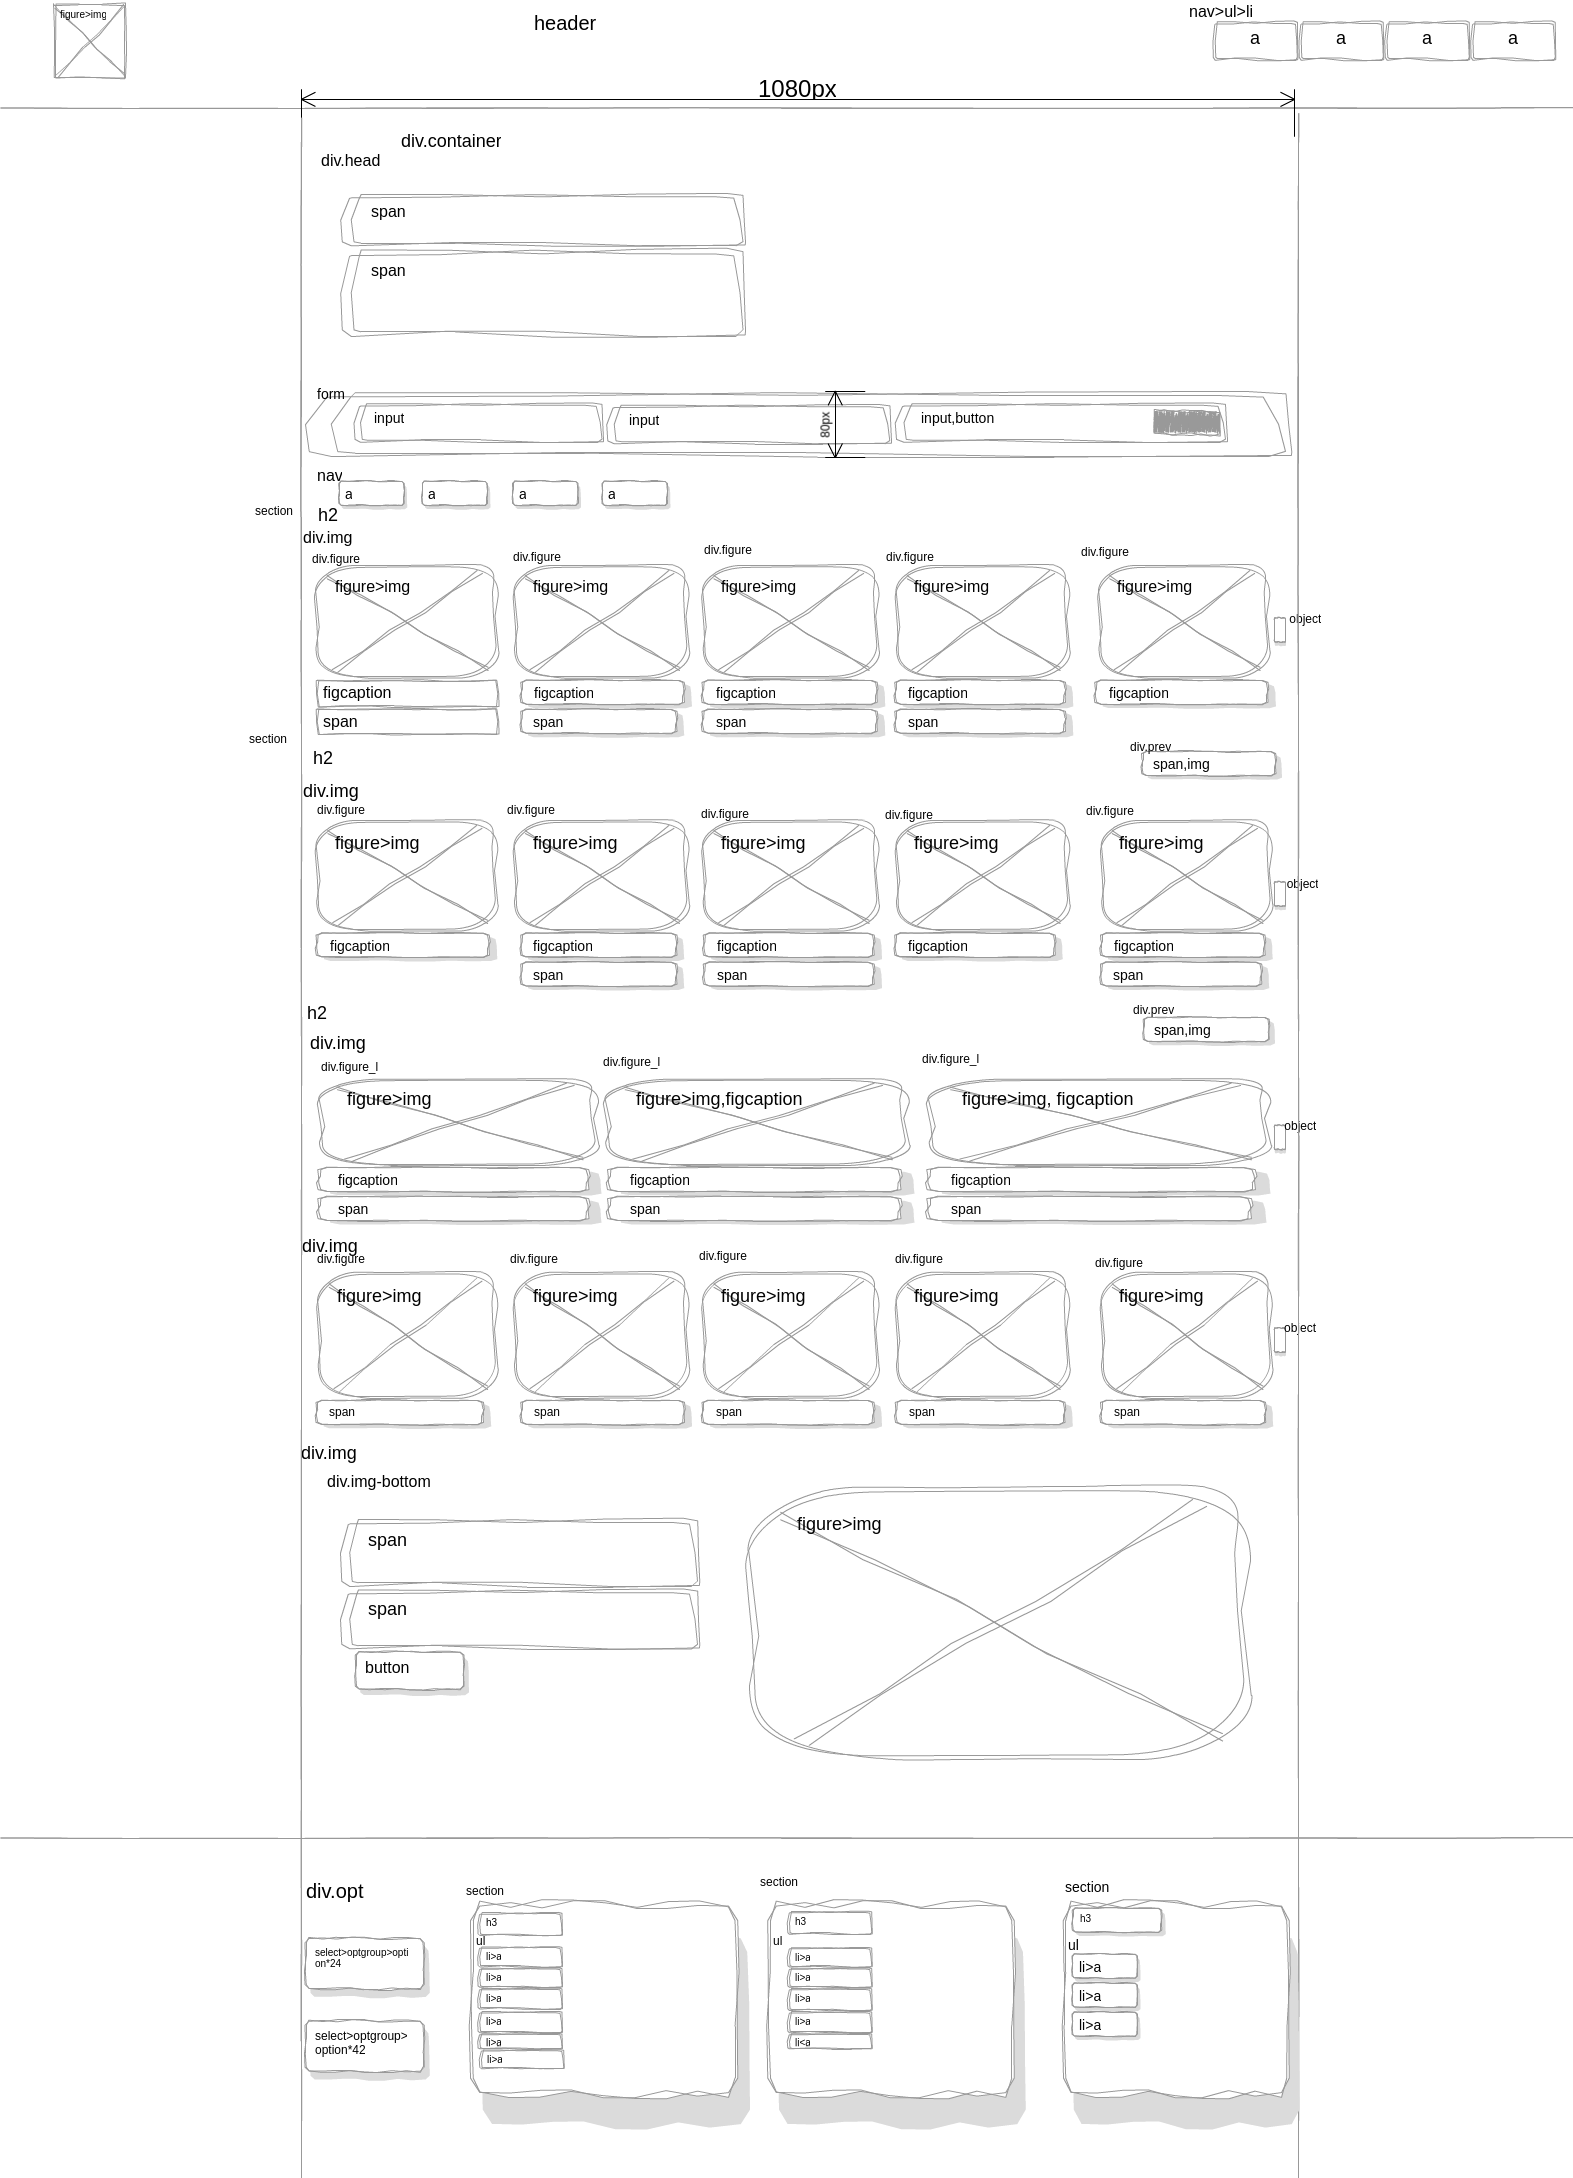 figure>img
header
nav>ul>li
a
a
a
a
1080px
div.container
div.head
span
span
form
input
input
80px
input,button
nav
a
a
a
a
section
h2
div.img
div.figure
div.figure
div.figure
div.figure
div.figure
figure>img
figure>img
figure>img
figure>img
figure>img
object
figcaption
figcaption
figcaption
figcaption
figcaption
span
span
span
span
section
h2
div.prev
span,img
div.img
div.figure
div.figure
div.figure
div.figure
div.figure
figure>img
figure>img
figure>img
figure>img
figure>img
object
figcaption
figcaption
figcaption
figcaption
figcaption
span
span
span
h2
div.prev
span,img
div.img
div.figure_l
div.figure_l
div.figure_l
figure>img
figure>img,figcaption
figure>img, figcaption
object
figcaption
figcaption
figcaption
span
span
span
div.img
div.figure
div.figure
div.figure
div.figure
div.figure
figure>img
figure>img
figure>img
figure>img
figure>img
object
span
span
span
span
span
div.img
div.img-bottom
span
span
button
figure>img
div.opt
select>optgroup>opti
on*24
select>optgroup>
option*42
section
h3
ul
li>a
li>a
li>a
li>a
li>a
li>a
section
h3
ul
li>a
li>a
li>a
li>a
li<a
section
h3
ul
li>a
li>a
li>a